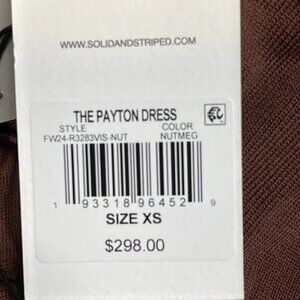 WWW.SOLIDANDSTRIPED.COM
THE PAYTON DRESS
STYLE COLOR
FW24-R3283VIS-NUT NUTMEG
1 93318 96452 9
SIZE XS
$298.00